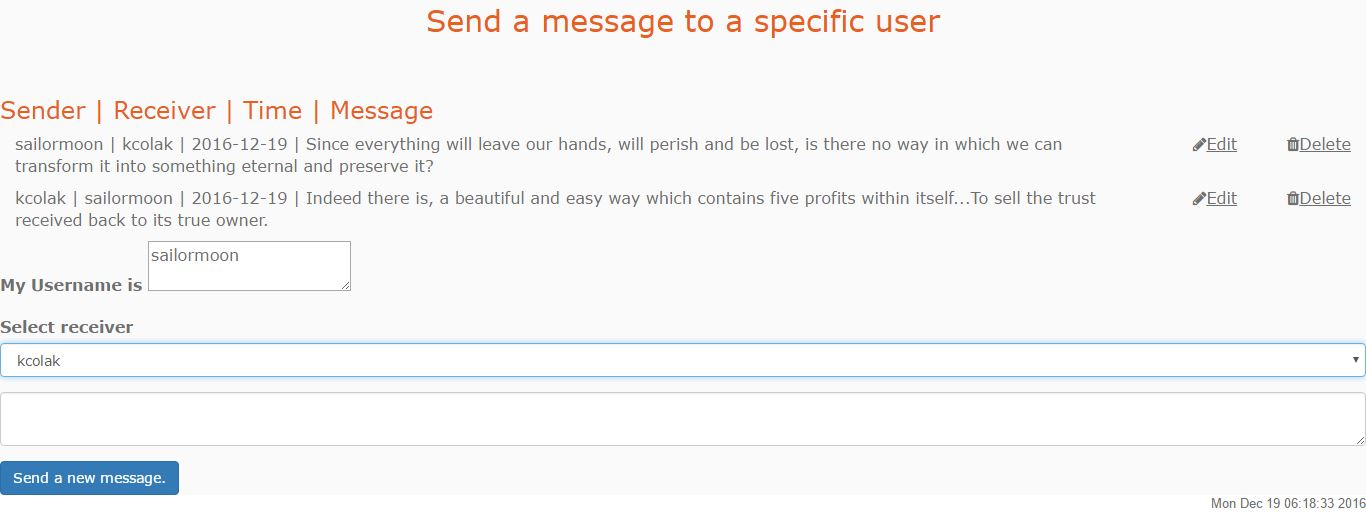 Send a message to a specific user
Sender | Receiver | Time | Message
sailormoon | kcolak | 2016-12-19 | Since everything will leave our hands, will perish and be lost, is there no way in which we can
transform it into something eternal and preserve it?
Edit Delete
kcolak | sailormoon | 2016-12-19 | Indeed there is, a beautiful and easy way which contains five profits within itself...To sell the trust
received back to its true owner.
Edit Delete
My Username is sailormoon
Select receiver
kcolak
Send a new message.
Mon Dec 19 06:18:33 2016